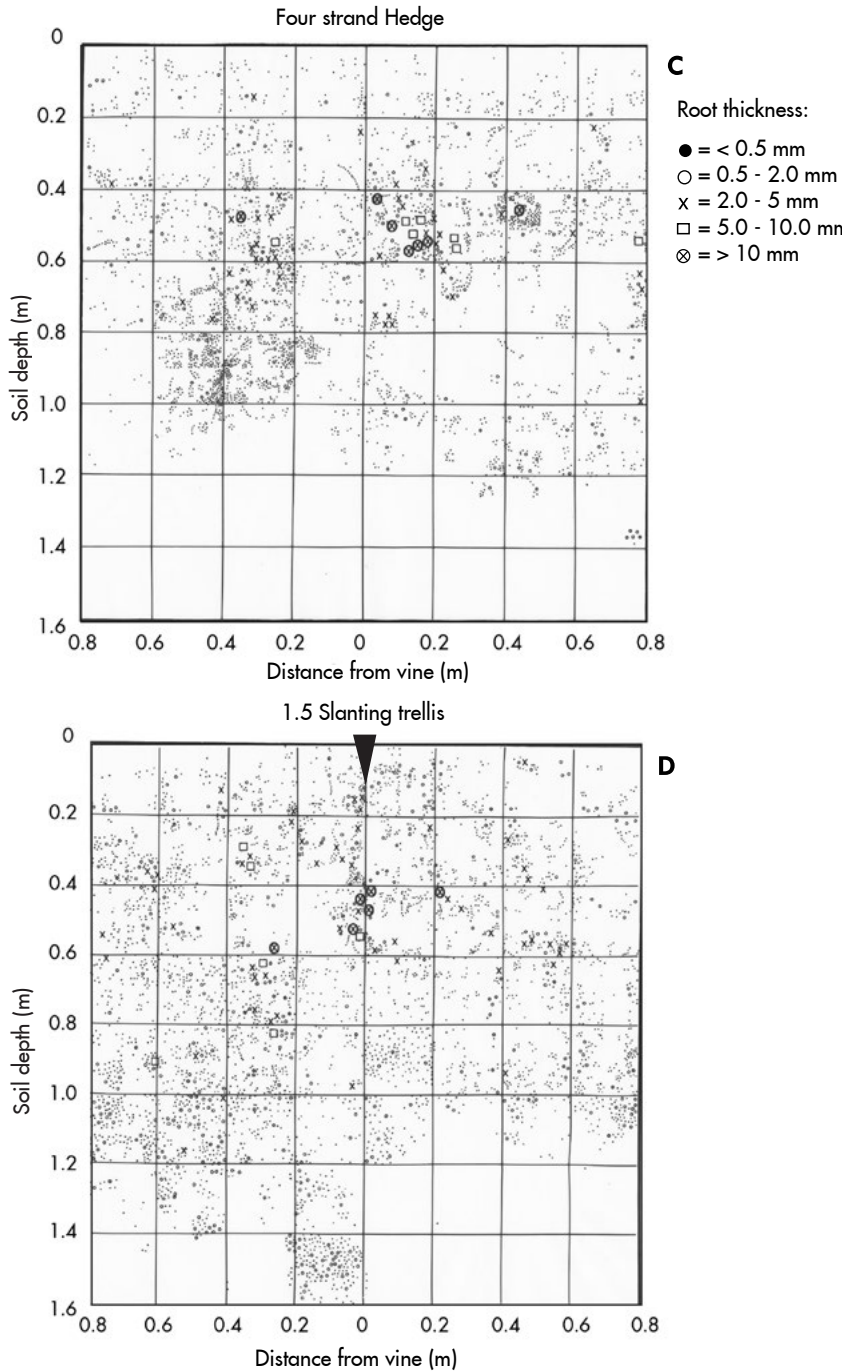 Four strand Hedge
C
Root thickness:
● = < 0.5 mm
○ = 0.5 - 2.0 mm
x = 2.0 - 5 mm
□ = 5.0 - 10.0 mm
⊗ = > 10 mm
Soil depth (m)
0
0.2
0.4
0.6
0.8
1.0
1.2
1.4
1.6
0.8 0.6 0.4 0.2 0 0.2 0.4 0.6 0.8
Distance from vine (m)
1.5 Slanting trellis
D
Soil depth (m)
0
0.2
0.4
0.6
0.8
1.0
1.2
1.4
1.6
0.8 0.6 0.4 0.2 0 0.2 0.4 0.6 0.8
Distance from vine (m)